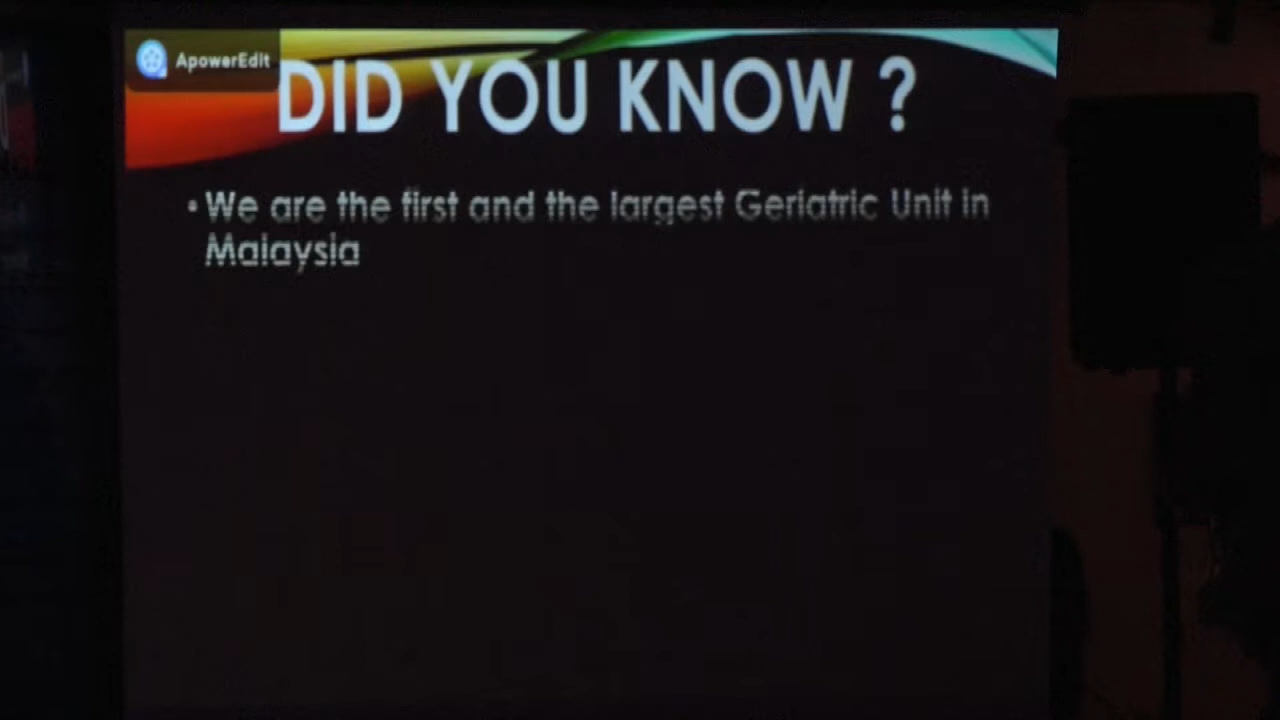 ApowerEdit
DID YOU KNOW ?
• We are the first and the largest Geriatric Unit in
Malaysia